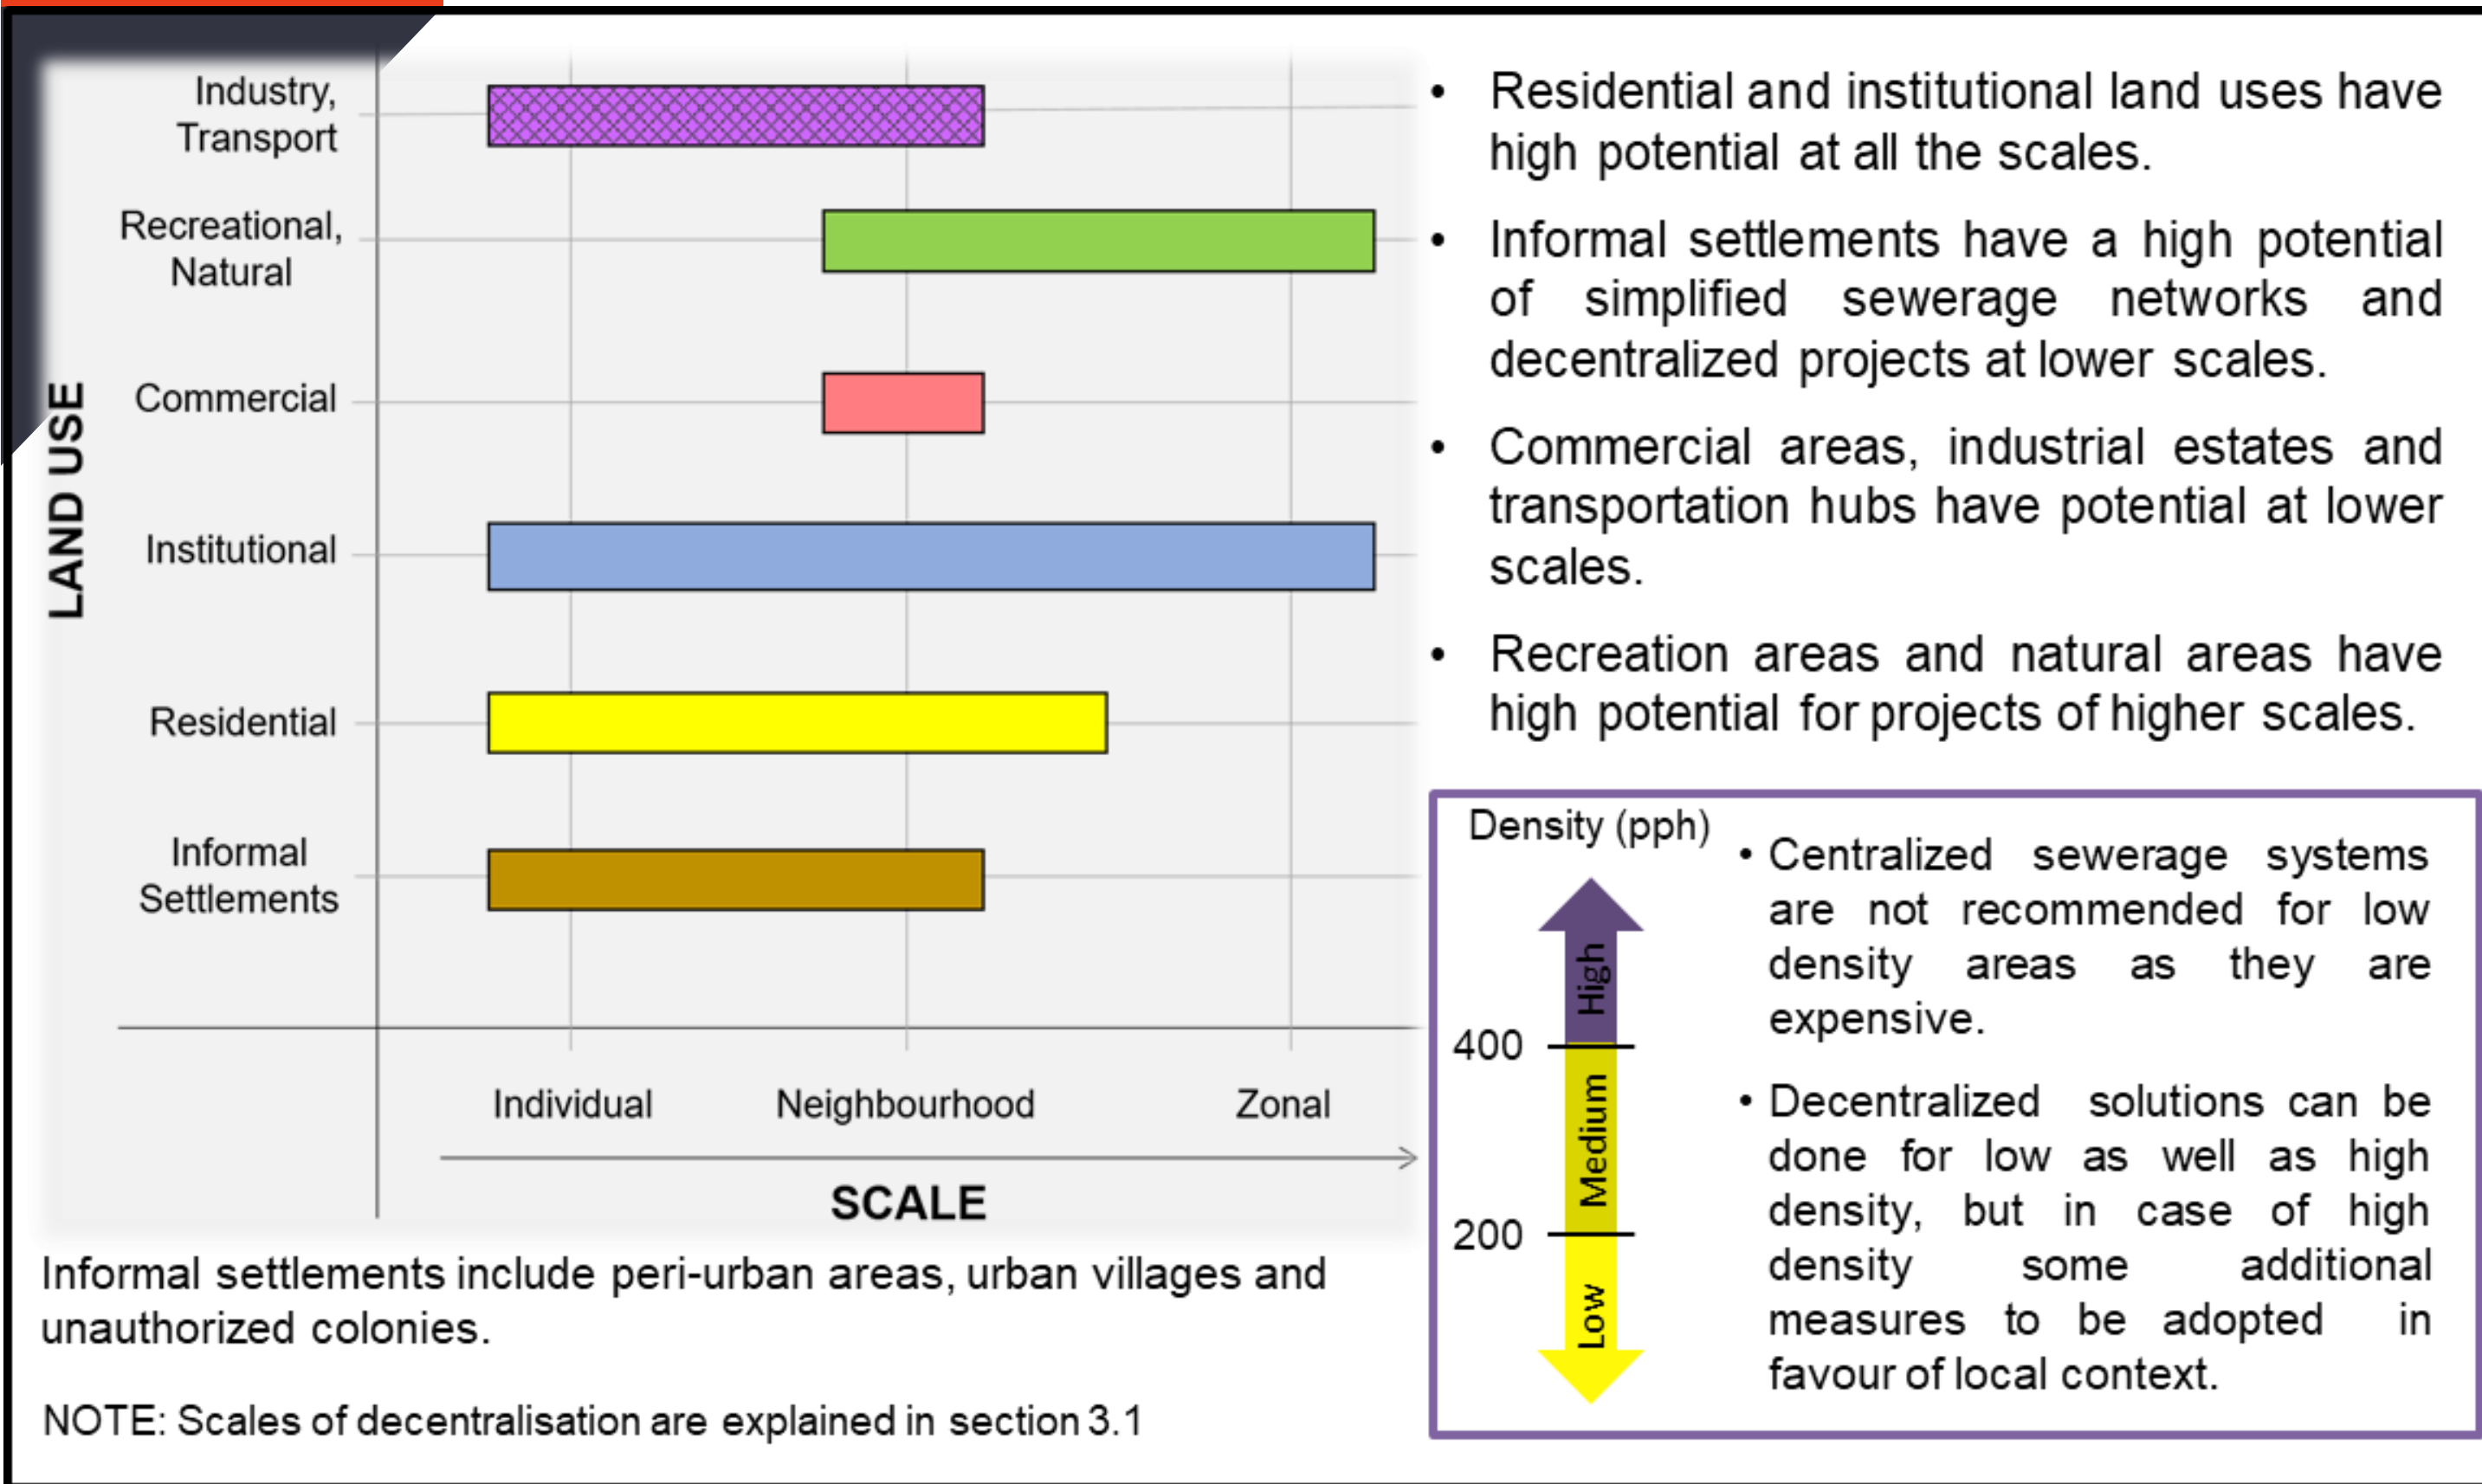 Industry,
Transport
Recreational,
Natural
Commercial
Institutional
Residential
Informal
Settlements
LAND USE
Individual
Neighbourhood
Zonal
SCALE
Informal settlements include peri-urban areas, urban villages and
unauthorized colonies.
NOTE: Scales of decentralisation are explained in section 3.1
• Residential and institutional land uses have
high potential at all the scales.
• Informal settlements have a high potential
of simplified sewerage networks and
decentralized projects at lower scales.
• Commercial areas, industrial estates and
transportation hubs have potential at lower
scales.
• Recreation areas and natural areas have
high potential for projects of higher scales.
Density (pph)
High
400
Medium
200
Low
• Centralized sewerage systems
are not recommended for low
density areas as they are
expensive.
• Decentralized solutions can be
done for low as well as high
density, but in case of high
density some additional
measures to be adopted in
favour of local context.